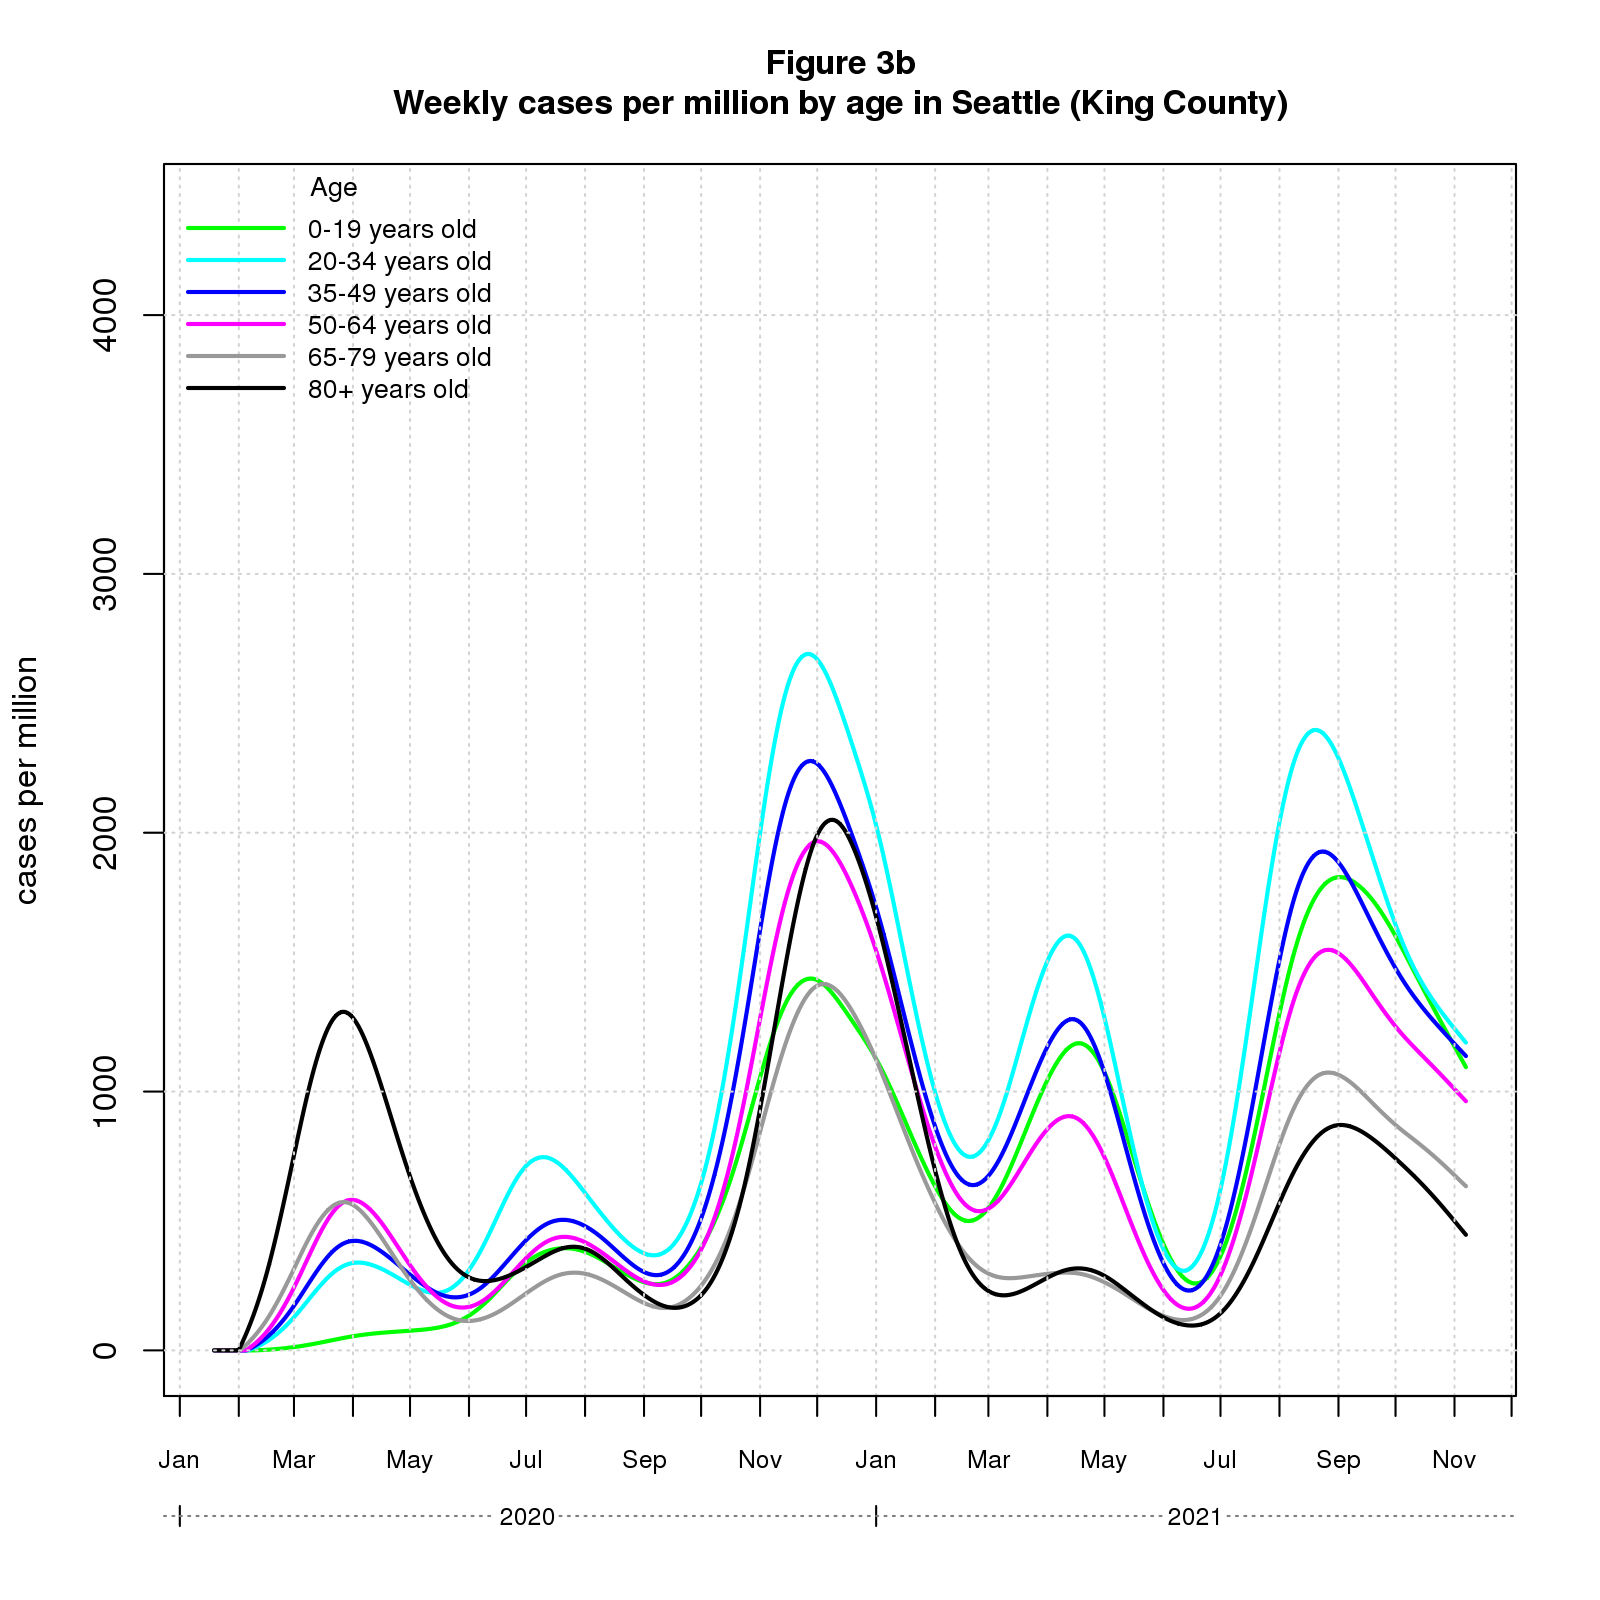 Figure 3b
Weekly cases per million by age in Seattle (King County)
Age
0-19 years old
20-34 years old
35-49 years old
50-64 years old
65-79 years old
80+ years old
cases per million
4000
3000
2000
1000
0
Jan Mar May Jul Sep Nov Jan Mar May Jul Sep Nov
2020 2021